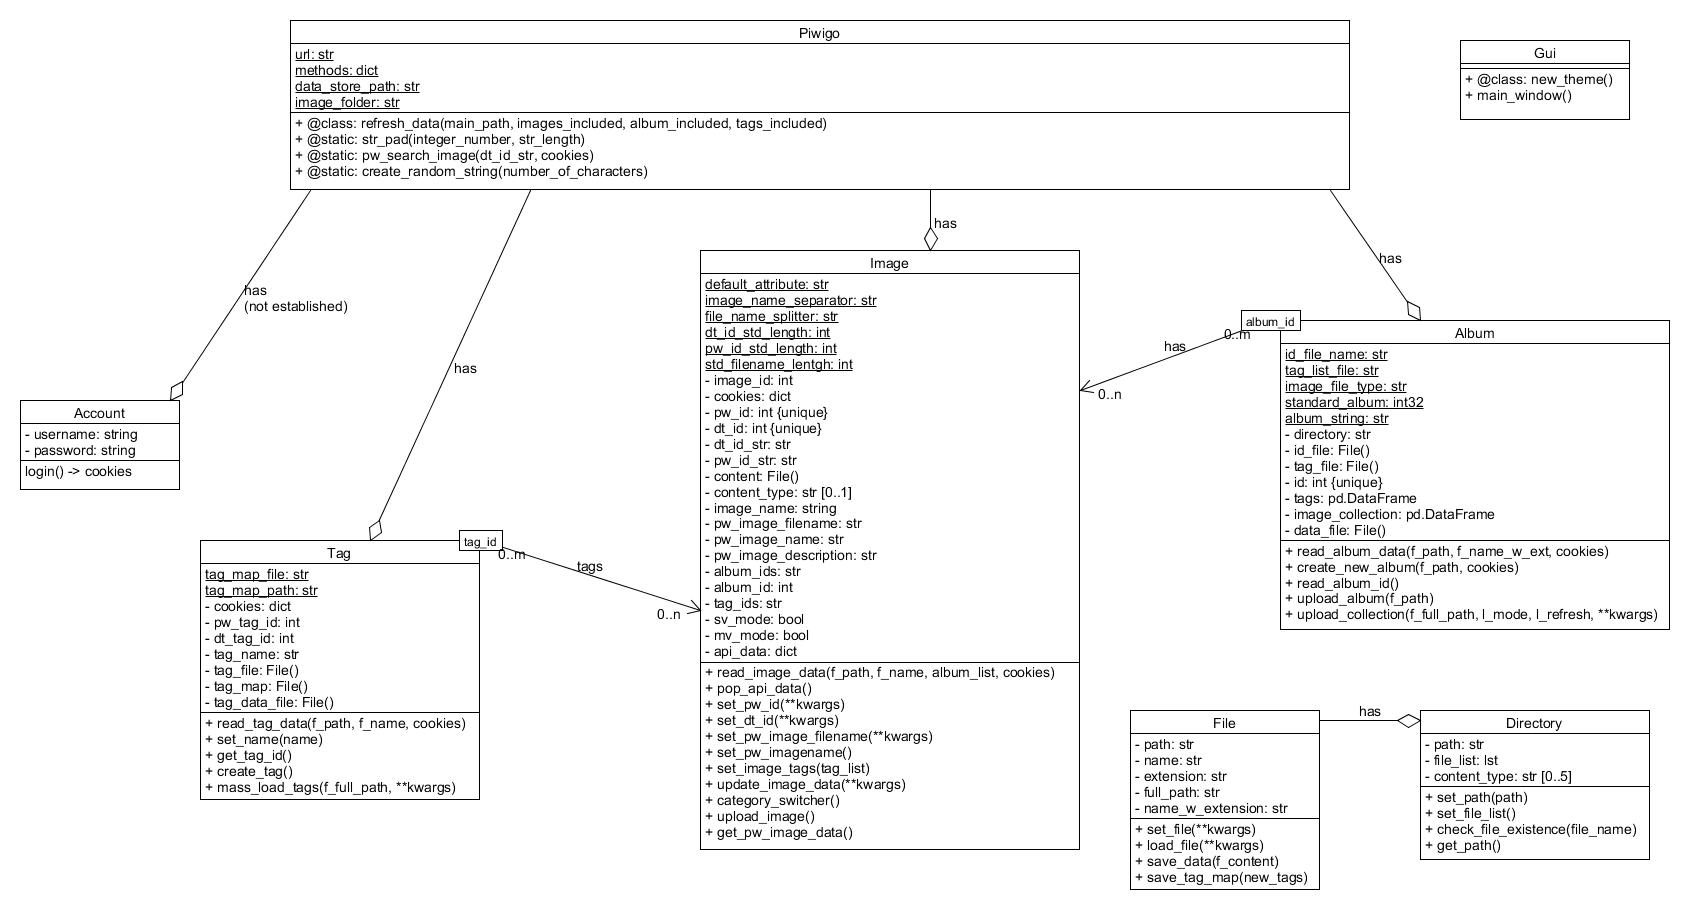 Piwigo
url: str
methods: dict
data_store_path: str
image_folder: str
+ @class: refresh_data(main_path, images_included, album_included, tags_included)
+ @static: str_pad(integer_number, str_length)
+ @static: pw_search_image(dt_id_str, cookies)
+ @static: create_random_string(number_of_characters)
Gui
+ @class: new_theme()
+ main_window()
has
(not established)
has
has
has
Account
- username: string
- password: string
login() -> cookies
Tag
tag_id
0..m
tags
0..n
tag_map_file: str
tag_map_path: str
- cookies: dict
- pw_tag_id: int
- dt_tag_id: int
- tag_name: str
- tag_file: File()
- tag_map: File()
- tag_data_file: File()
+ read_tag_data(f_path, f_name, cookies)
+ set_name(name)
+ get_tag_id()
+ create_tag()
+ mass_load_tags(f_full_path, **kwargs)
Image
default_attribute: str
image_name_separator: str
file_name_splitter: str
dt_id_std_length: int
pw_id_std_length: int
std_filename_lentgh: int
- image_id: int
- cookies: dict
- pw_id: int {unique}
- dt_id: int {unique}
- dt_id_str: str
- pw_id_str: str
- content: File()
- content_type: str [0..1]
- image_name: string
- pw_image_filename: str
- pw_image_name: str
- pw_image_description: str
- album_ids: str
- album_id: int
- tag_ids: str
- sv_mode: bool
- mv_mode: bool
- api_data: dict
+ read_image_data(f_path, f_name, album_list, cookies)
+ pop_api_data()
+ set_pw_id(**kwargs)
+ set_dt_id(**kwargs)
+ set_pw_image_filename(**kwargs)
+ set_pw_imagename()
+ set_image_tags(tag_list)
+ update_image_data(**kwargs)
+ category_switcher()
+ upload_image()
+ get_pw_image_data()
album_id
0..m
has
0..n
Album
id_file_name: str
tag_list_file: str
image_file_type: str
standard_album: int32
album_string: str
- directory: str
- id_file: File()
- tag_file: File()
- id: int {unique}
- tags: pd.DataFrame
- image_collection: pd.DataFrame
- data_file: File()
+ read_album_data(f_path, f_name_w_ext, cookies)
+ create_new_album(f_path, cookies)
+ read_album_id()
+ upload_album(f_path)
+ upload_collection(f_full_path, l_mode, l_refresh, **kwargs)
File
- path: str
- name: str
- extension: str
- full_path: str
- name_w_extension: str
+ set_file(**kwargs)
+ load_file(**kwargs)
+ save_data(f_content)
+ save_tag_map(new_tags)
has
Directory
- path: str
- file_list: lst
- content_type: str [0..5]
+ set_path(path)
+ set_file_list()
+ check_file_existence(file_name)
+ get_path()